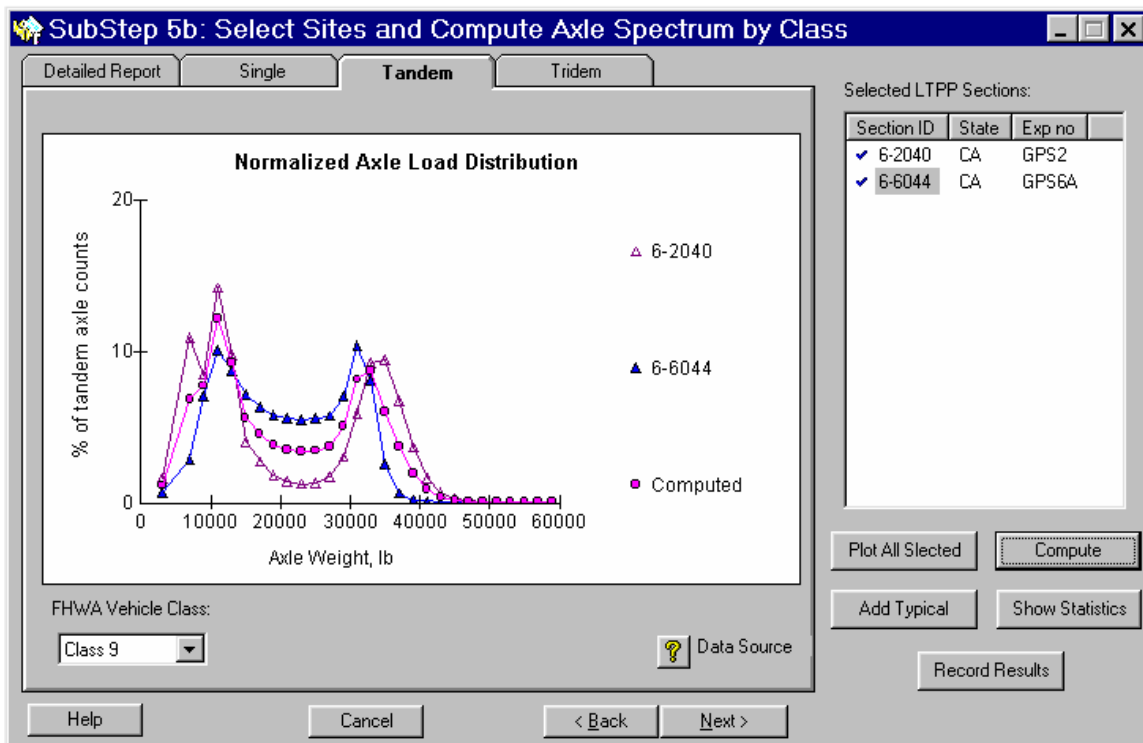 SubStep 5b: Select Sites and Compute Axle Spectrum by Class
Detailed Report Single Tandem Tridem
Selected LTPP Sections:
Section ID State Exp no
6-2040 CA GPS2
6-6044 CA GPS6A
Normalized Axle Load Distribution
% of tandem axle counts
20
10
0
0 10000 20000 30000 40000 50000 60000
Axle Weight, lb
6-2040
6-6044
Computed
Plot All Slected Compute
Add Typical Show Statistics
Record Results
FHWA Vehicle Class:
Class 9
? Data Source
Help Cancel < Back Next >